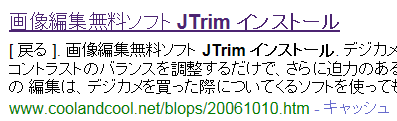 画像編集無料ソフト JTrim インストール
[ 戻る ]. 画像編集無料ソフト JTrim インストール. デジカメ
コントラストのバランスを調整するだけで、さらに迫力のある
の 編集は、デジカメを買った際についてくるソフトを使っても
www.coolandcool.net/blops/20061010.htm - キャッシュ